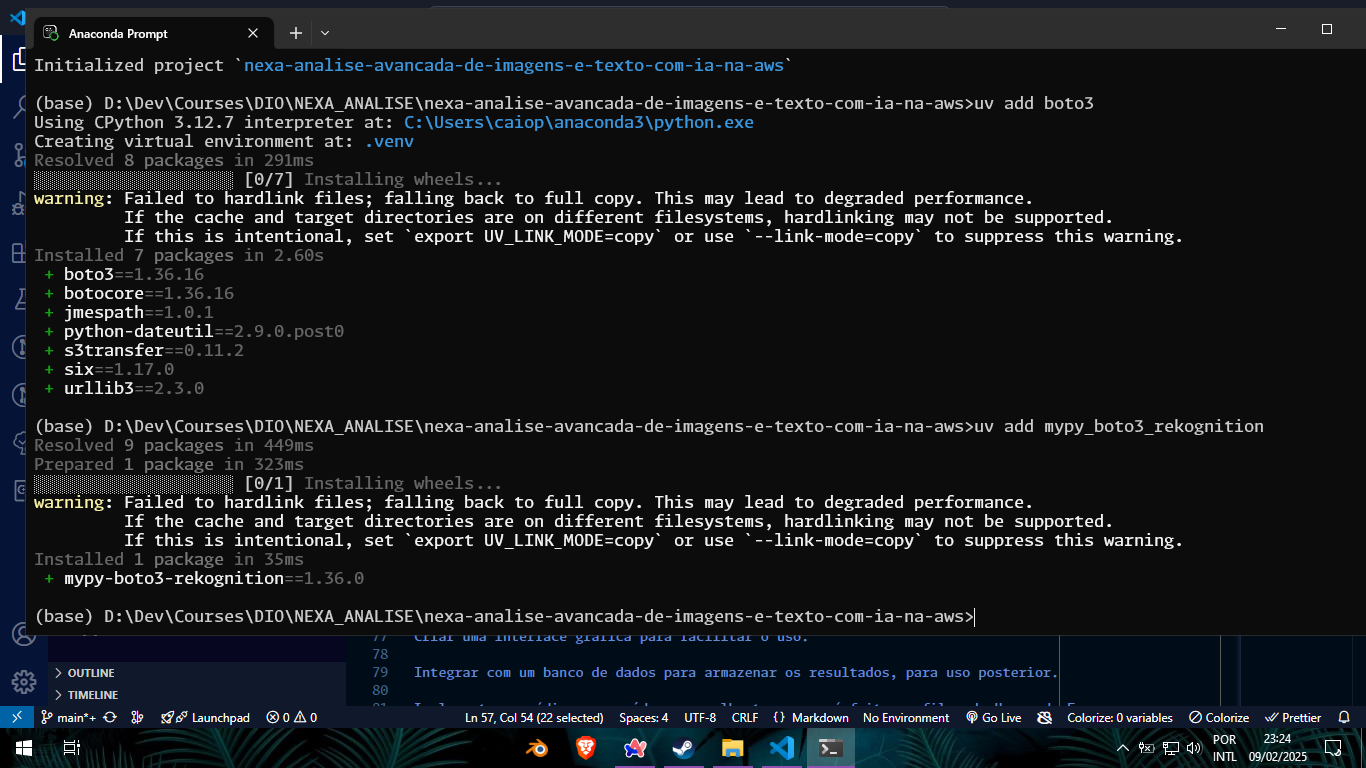 Anaconda Prompt
Initialized project `nexa-analise-avancada-de-imagens-e-texto-com-ia-na-aws`
(base) D:\Dev\Courses\DIO\NEXA_ANALISE\nexa-analise-avancada-de-imagens-e-texto-com-ia-na-aws>uv add boto3
Using CPython 3.12.7 interpreter at: C:\Users\caiop\anaconda3\python.exe
Creating virtual environment at: .venv
Resolved 8 packages in 291ms
[0/7] Installing wheels...
warning: Failed to hardlink files; falling back to full copy. This may lead to degraded performance.
If the cache and target directories are on different filesystems, hardlinking may not be supported.
If this is intentional, set `export UV_LINK_MODE=copy` or use `--link-mode=copy` to suppress this warning.
Installed 7 packages in 2.60s
+ boto3==1.36.16
+ botocore==1.36.16
+ jmespath==1.0.1
+ python-dateutil==2.9.0.post0
+ s3transfer==0.11.2
+ six==1.17.0
+ urllib3==2.3.0
(base) D:\Dev\Courses\DIO\NEXA_ANALISE\nexa-analise-avancada-de-imagens-e-texto-com-ia-na-aws>uv add mypy_boto3_rekognition
Resolved 9 packages in 449ms
Prepared 1 package in 323ms
[0/1] Installing wheels...
warning: Failed to hardlink files; falling back to full copy. This may lead to degraded performance.
If the cache and target directories are on different filesystems, hardlinking may not be supported.
If this is intentional, set `export UV_LINK_MODE=copy` or use `--link-mode=copy` to suppress this warning.
Installed 1 package in 35ms
+ mypy-boto3-rekognition==1.36.0
(base) D:\Dev\Courses\DIO\NEXA_ANALISE\nexa-analise-avancada-de-imagens-e-texto-com-ia-na-aws>
77 Criar uma interface gráfica para facilitar o uso.
78
OUTLINE
79 Integrar com um banco de dados para armazenar os resultados, para uso posterior.
80
TIMELINE
81
main*+ Launchpad 0 0 Ln 57, Col 54 (22 selected) Spaces: 4 UTF-8 CRLF {} Markdown No Environment Go Live Colorize: 0 variables Colorize Prettier
POR 23:24
INTL 09/02/2025